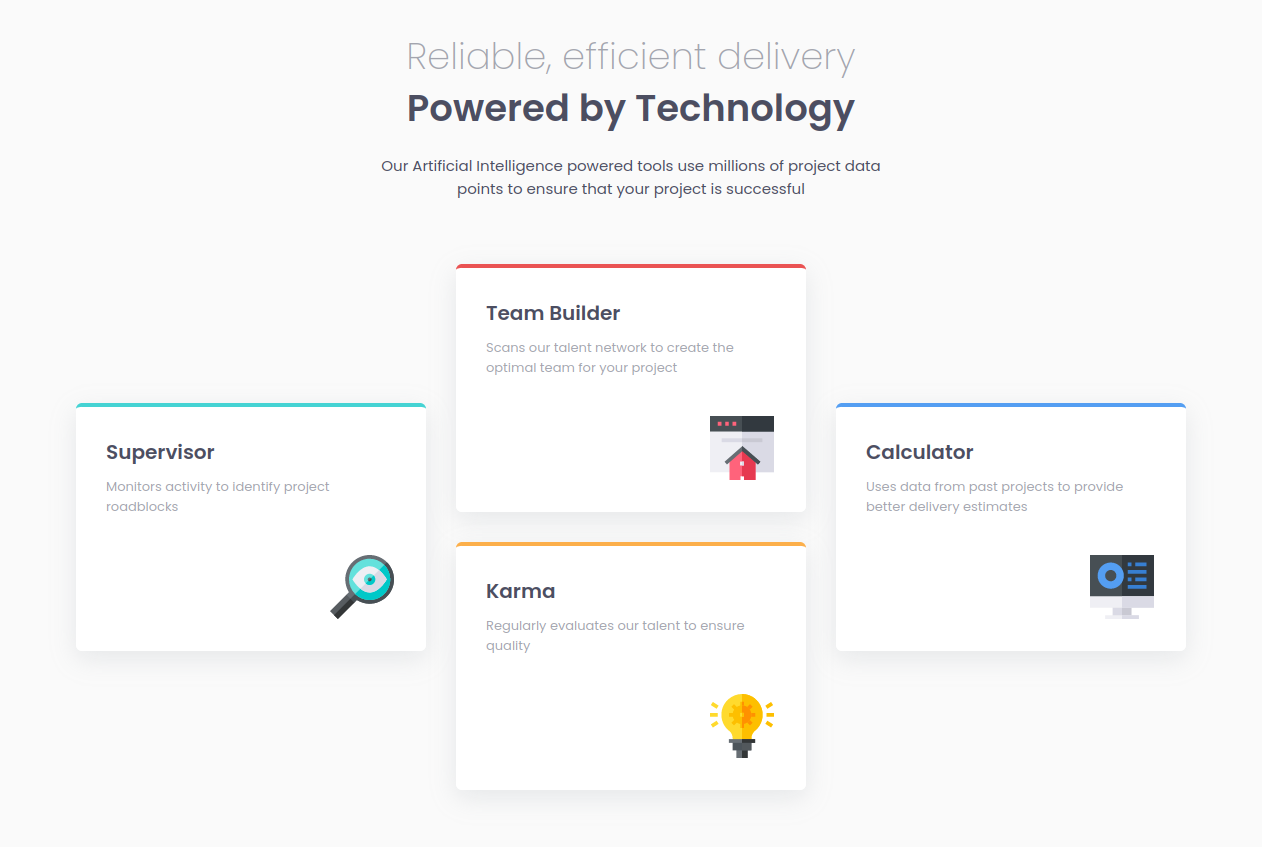 Reliable, efficient delivery
Powered by Technology
Our Artificial Intelligence powered tools use millions of project data
points to ensure that your project is successful
Team Builder
Scans our talent network to create the
optimal team for your project
Supervisor
Monitors activity to identify project
roadblocks
Calculator
Uses data from past projects to provide
better delivery estimates
Karma
Regularly evaluates our talent to ensure
quality